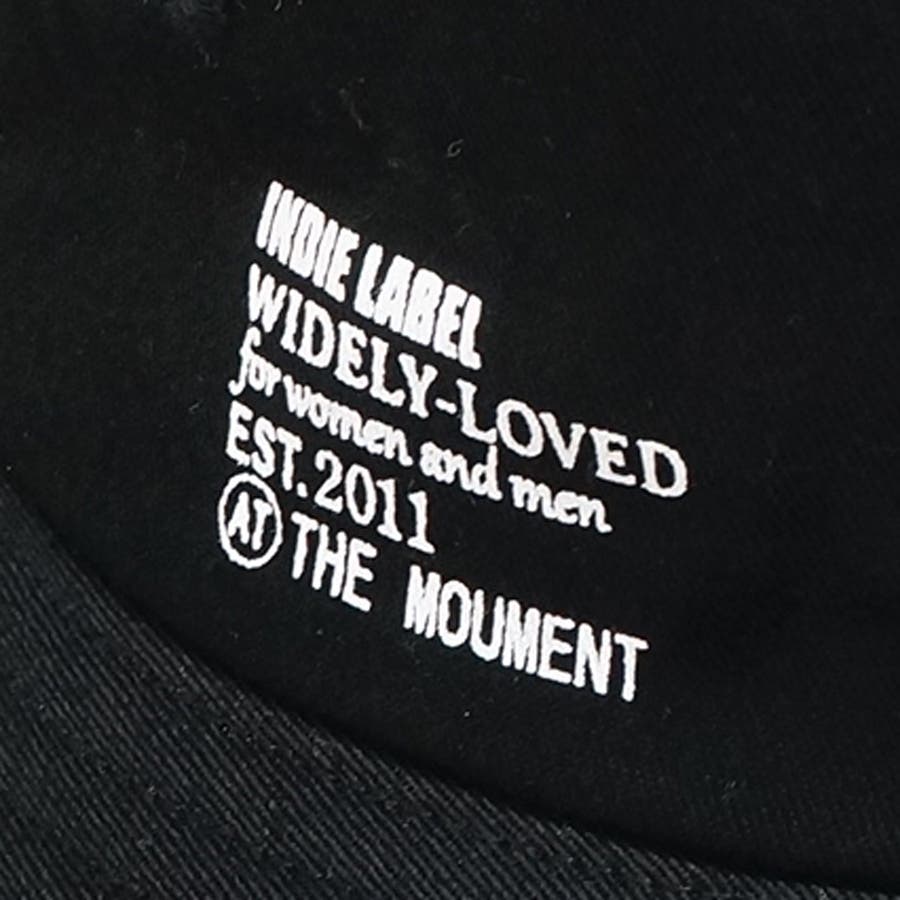 INDIE LABEL
WIDELY-LOVED
for women and men
EST. 2011
AT THE MOUMENT